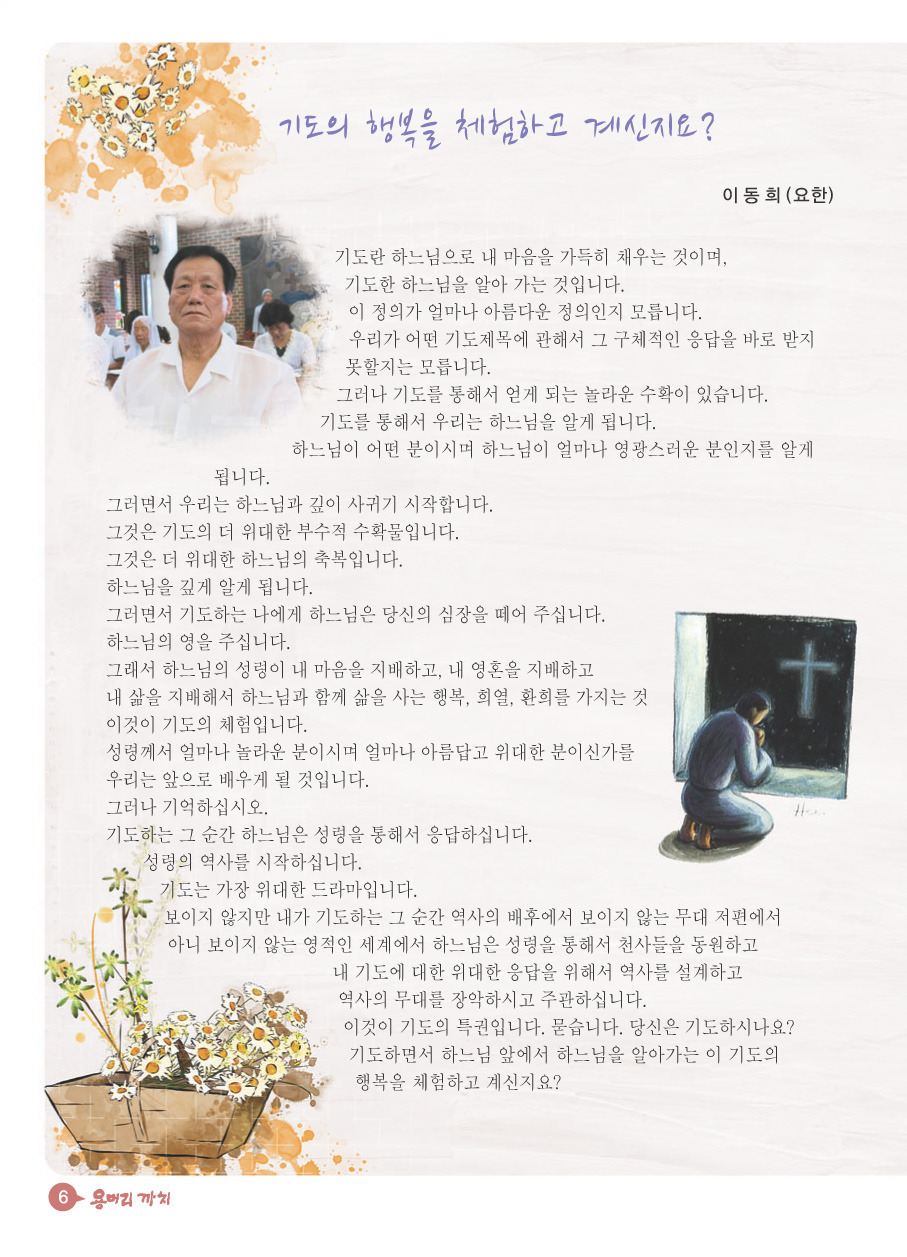 기도의 행복을 체험하고 계신지요?
이 동 희 (요한)
기도란 하느님으로 내 마음을 가득히 채우는 것이며,
기도한 하느님을 알아 가는 것입니다.
이 정의가 얼마나 아름다운 정의인지 모릅니다.
우리가 어떤 기도제목에 관해서 그 구체적인 응답을 바로 받지
못할지는 모릅니다.
그러나 기도를 통해서 얻게 되는 놀라운 수확이 있습니다.
기도를 통해서 우리는 하느님을 알게 됩니다.
하느님이 어떤 분이시며 하느님이 얼마나 영광스러운 분인지를 알게
됩니다.
그러면서 우리는 하느님과 깊이 사귀기 시작합니다.
그것은 기도의 더 위대한 부수적 수확물입니다.
그것은 더 위대한 하느님의 축복입니다.
하느님을 깊게 알게 됩니다.
그러면서 기도하는 나에게 하느님은 당신의 심장을 떼어 주십니다.
하느님의 영을 주십니다.
그래서 하느님의 성령이 내 마음을 지배하고, 내 영혼을 지배하고
내 삶을 지배해서 하느님과 함께 삶을 사는 행복, 희열, 환희를 가지는 것
이것이 기도의 체험입니다.
성령께서 얼마나 놀라운 분이시며 얼마나 아름답고 위대한 분이신가를
우리는 앞으로 배우게 될 것입니다.
그러나 기억하십시오.
기도하는 그 순간 하느님은 성령을 통해서 응답하십니다.
성령의 역사를 시작하십니다.
기도는 가장 위대한 드라마입니다.
보이지 않지만 내가 기도하는 그 순간 역사의 배후에서 보이지 않는 무대 저편에서
아니 보이지 않는 영적인 세계에서 하느님은 성령을 통해서 천사들을 동원하고
내 기도에 대한 위대한 응답을 위해서 역사를 설계하고
역사의 무대를 장악하시고 주관하십니다.
이것이 기도의 특권입니다. 묻습니다. 당신은 기도하시나요?
기도하면서 하느님 앞에서 하느님을 알아가는 이 기도의
행복을 체험하고 계신지요?
6 용머리 까치